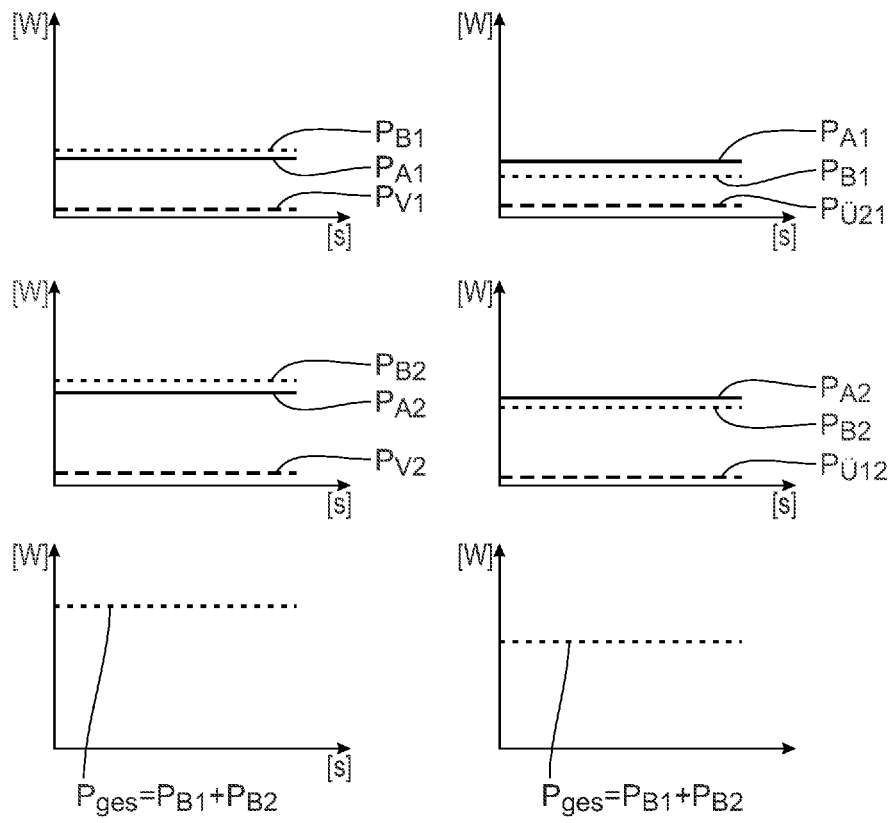 [W]
P_B1
P_A1
P_V1
[s]
[W]
P_A1
P_B1
P_Ü21
[s]
[W]
P_B2
P_A2
P_V2
[s]
[W]
P_A2
P_B2
P_Ü12
[s]
[W]
[s]
P_ges=P_B1+P_B2
[W]
P_ges=P_B1+P_B2